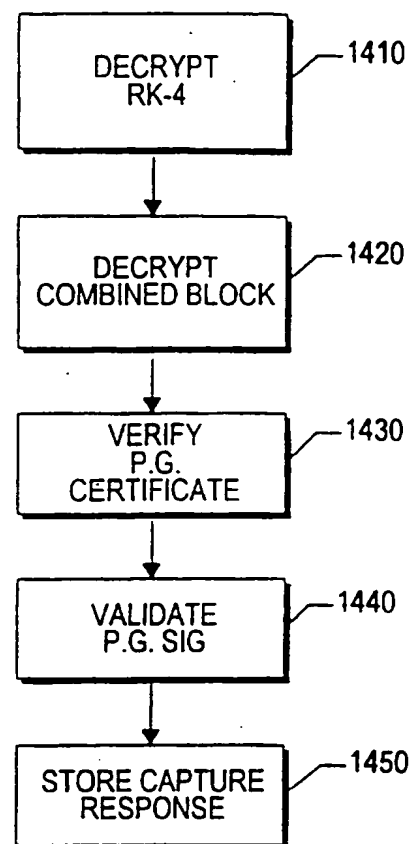 DECRYPT
RK-4
1410
DECRYPT
COMBINED BLOCK
1420
VERIFY
P.G.
CERTIFICATE
1430
VALIDATE
P.G. SIG
1440
STORE CAPTURE
RESPONSE
1450